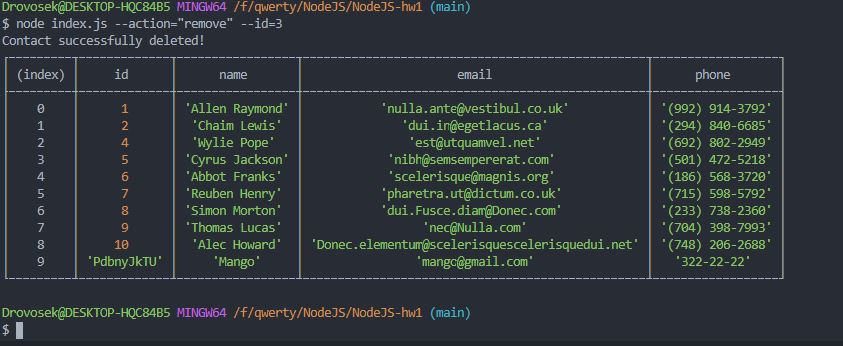 Drovosek@DESKTOP-HQC84B5 MINGW64 /f/qwerty/NodeJS/NodeJS-hw1 (main)
$ node index.js --action="remove" --id=3
Contact successfully deleted!
(index) id name email phone
0 1 'Allen Raymond' 'nulla.ante@vestibul.co.uk' '(992) 914-3792'
1 2 'Chaim Lewis' 'dui.in@egetlacus.ca' '(294) 840-6685'
2 4 'Wylie Pope' 'est@utquamvel.net' '(692) 802-2949'
3 5 'Cyrus Jackson' 'nibh@semsempererat.com' '(501) 472-5218'
4 6 'Abbot Franks' 'scelerisque@magnis.org' '(186) 568-3720'
5 7 'Reuben Henry' 'pharetra.ut@dictum.co.uk' '(715) 598-5792'
6 8 'Simon Morton' 'dui.Fusce.diam@Donec.com' '(233) 738-2360'
7 9 'Thomas Lucas' 'nec@Nulla.com' '(704) 398-7993'
8 10 'Alec Howard' 'Donec.elementum@scelerisquescelerisquedui.net' '(748) 206-2688'
9 'PdbnyJkTU' 'Mango' 'mango@gmail.com' '322-22-22'
Drovosek@DESKTOP-HQC84B5 MINGW64 /f/qwerty/NodeJS/NodeJS-hw1 (main)
$